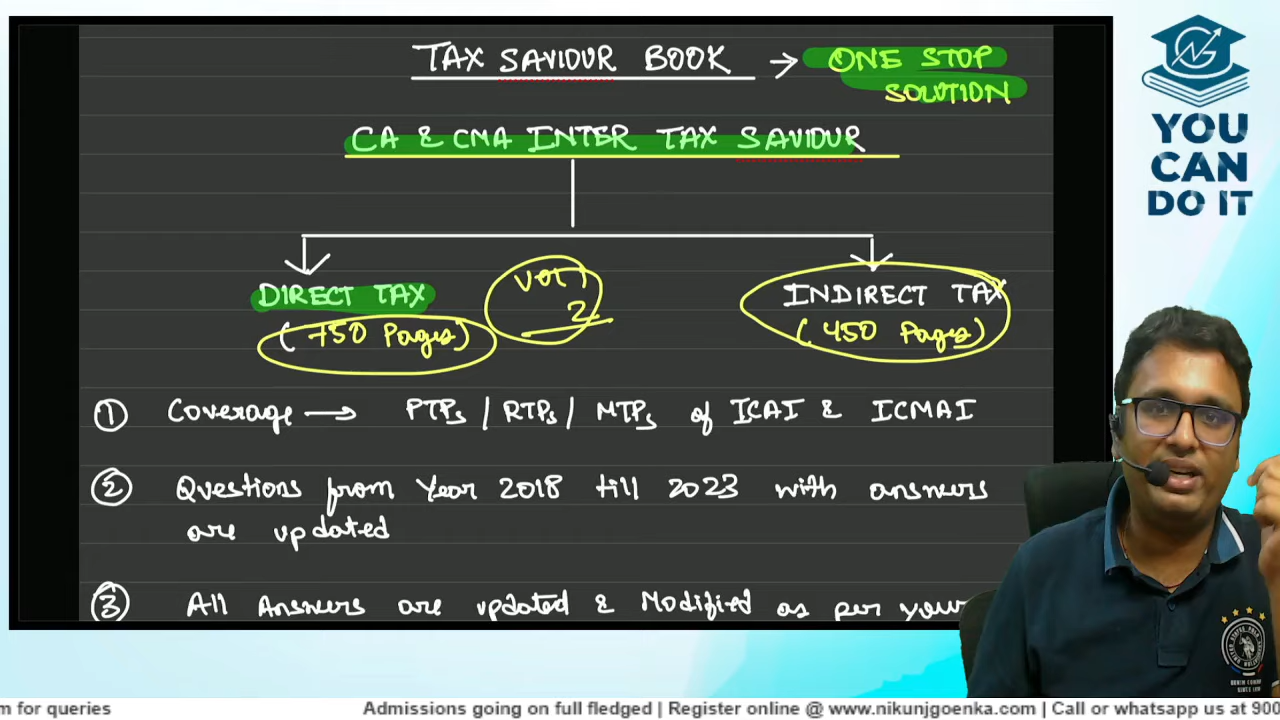 TAX SAVIOUR BOOK → ONE STOP
SOLUTION
CA & CMA INTER TAX SAVIOUR
DIRECT TAX
(750 Pages)
VOL 1
2
INDIRECT TAX
(450 Pages)
① Coverage → PTPs / RTPs / MTPs of ICAI & ICMAI
② Questions from Year 2018 till 2023 with answers
are updated
③ All Answers are updated & Modified as per your
YOU
CAN
DO IT
m for queries
Admissions going on full fledged | Register online @ www.nikunjgoenka.com | Call or whatsapp us at 900